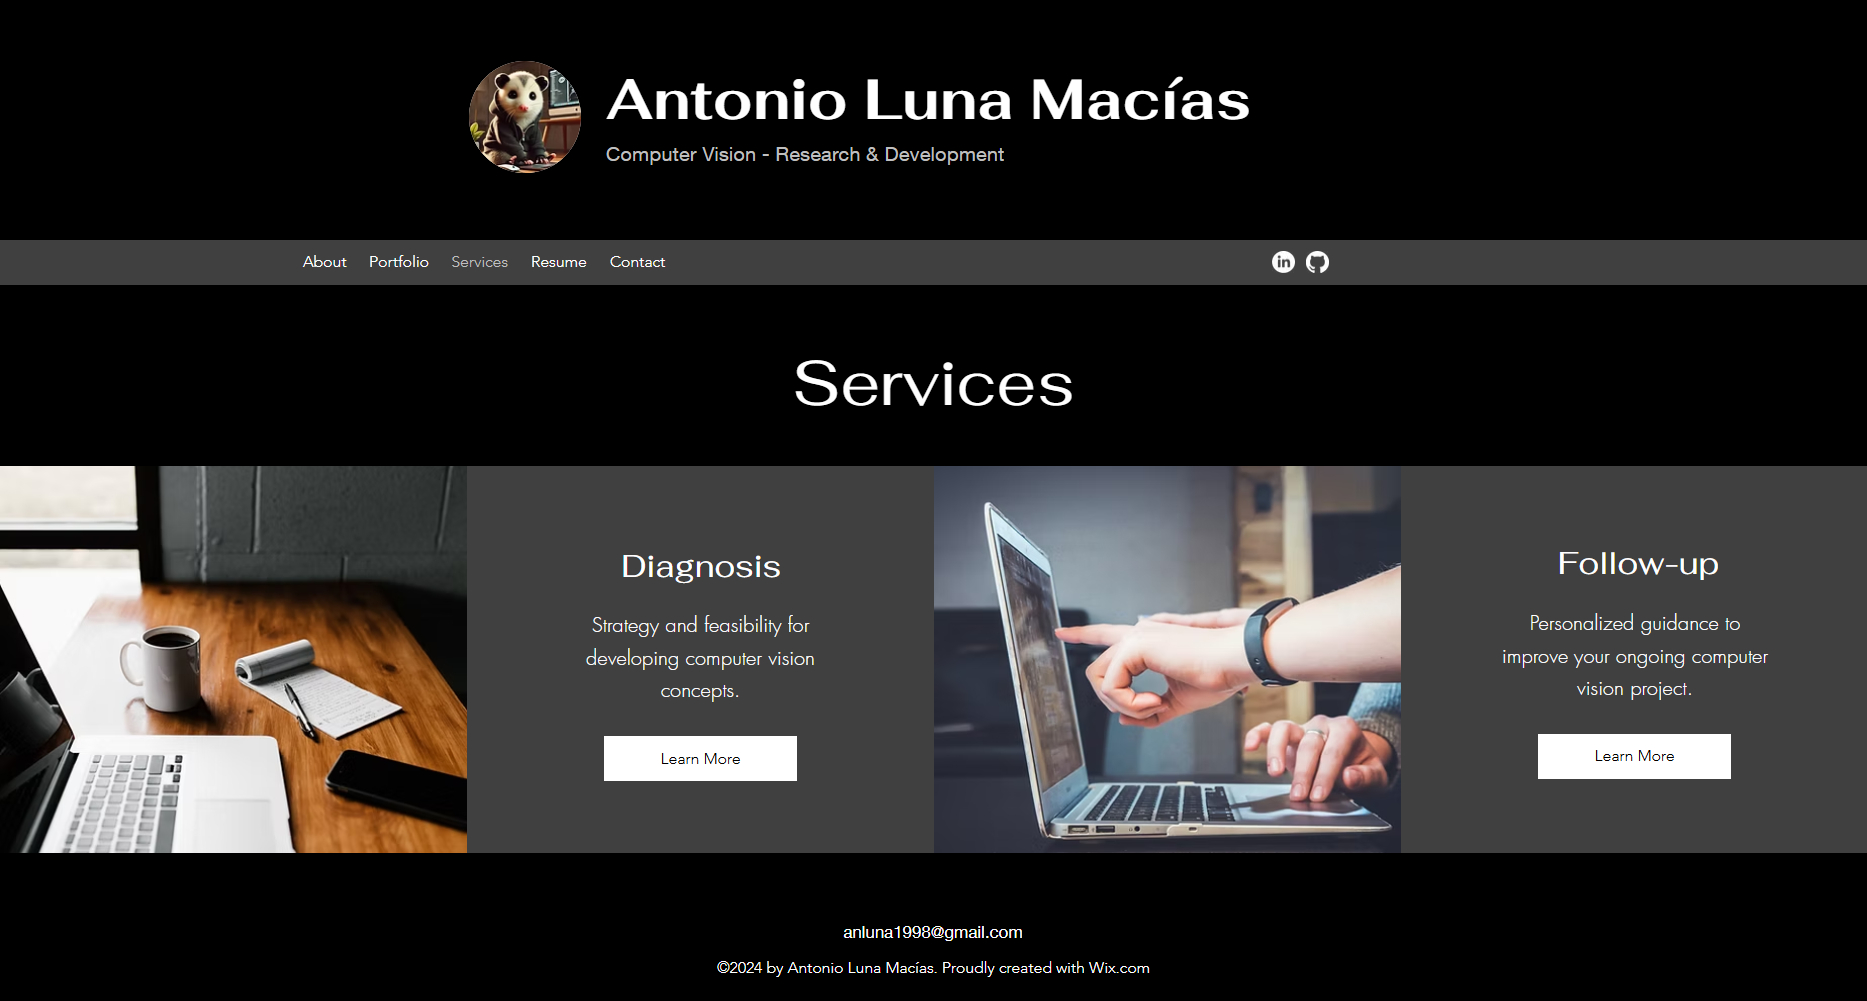 Antonio Luna Macías
Computer Vision - Research & Development
About Portfolio Services Resume Contact
in
Services
Diagnosis
Strategy and feasibility for
developing computer vision
concepts.
Learn More
Follow-up
Personalized guidance to
improve your ongoing computer
vision project.
Learn More
anluna1998@gmail.com
©2024 by Antonio Luna Macías. Proudly created with Wix.com